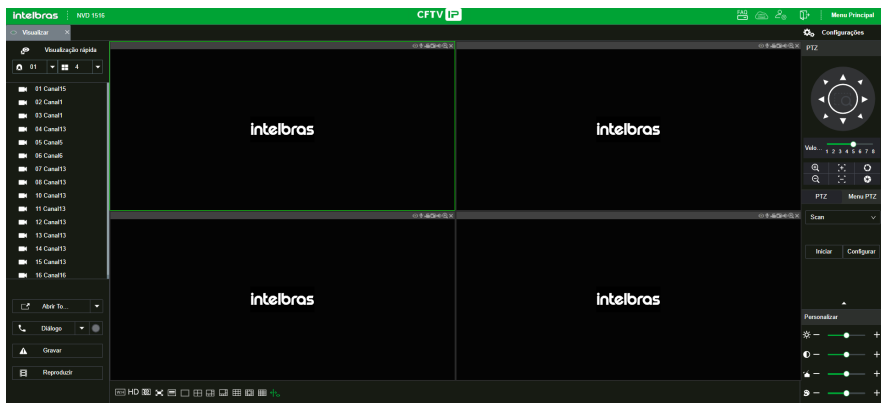 intelbras NVD 1516 CFTV IP FAQ Menu Principal
Visualizar × Configurações
Visualização rápida
01 4
01 Canal15
02 Canal1
03 Canal1
04 Canal13
05 Canal5
06 Canal6
07 Canal13
08 Canal13
10 Canal13
11 Canal13
12 Canal13
13 Canal13
14 Canal13
15 Canal13
16 Canal16
Abrir To...
Diálogo
Gravar
Reproduzir
intelbras
intelbras
intelbras
intelbras
HD
PTZ
Velo... 1 2 3 4 5 6 7 8
PTZ Menu PTZ
Scan
Iniciar Configurar
Personalizar